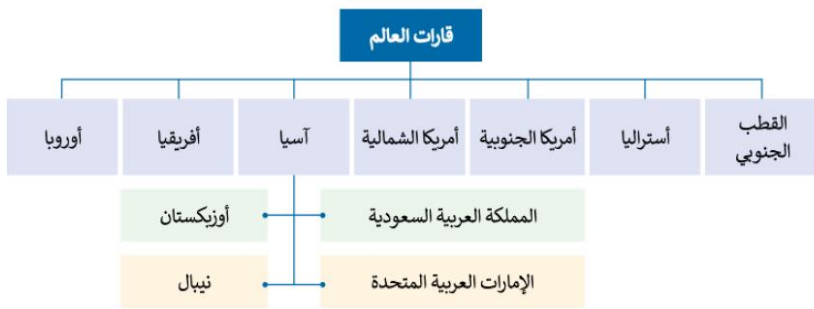 قارات العالم
القطب
الجنوبي
أستراليا
أمريكا الجنوبية
أمريكا الشمالية
آسيا
أفريقيا
أوروبا
المملكة العربية السعودية
أوزبكستان
الإمارات العربية المتحدة
نيبال